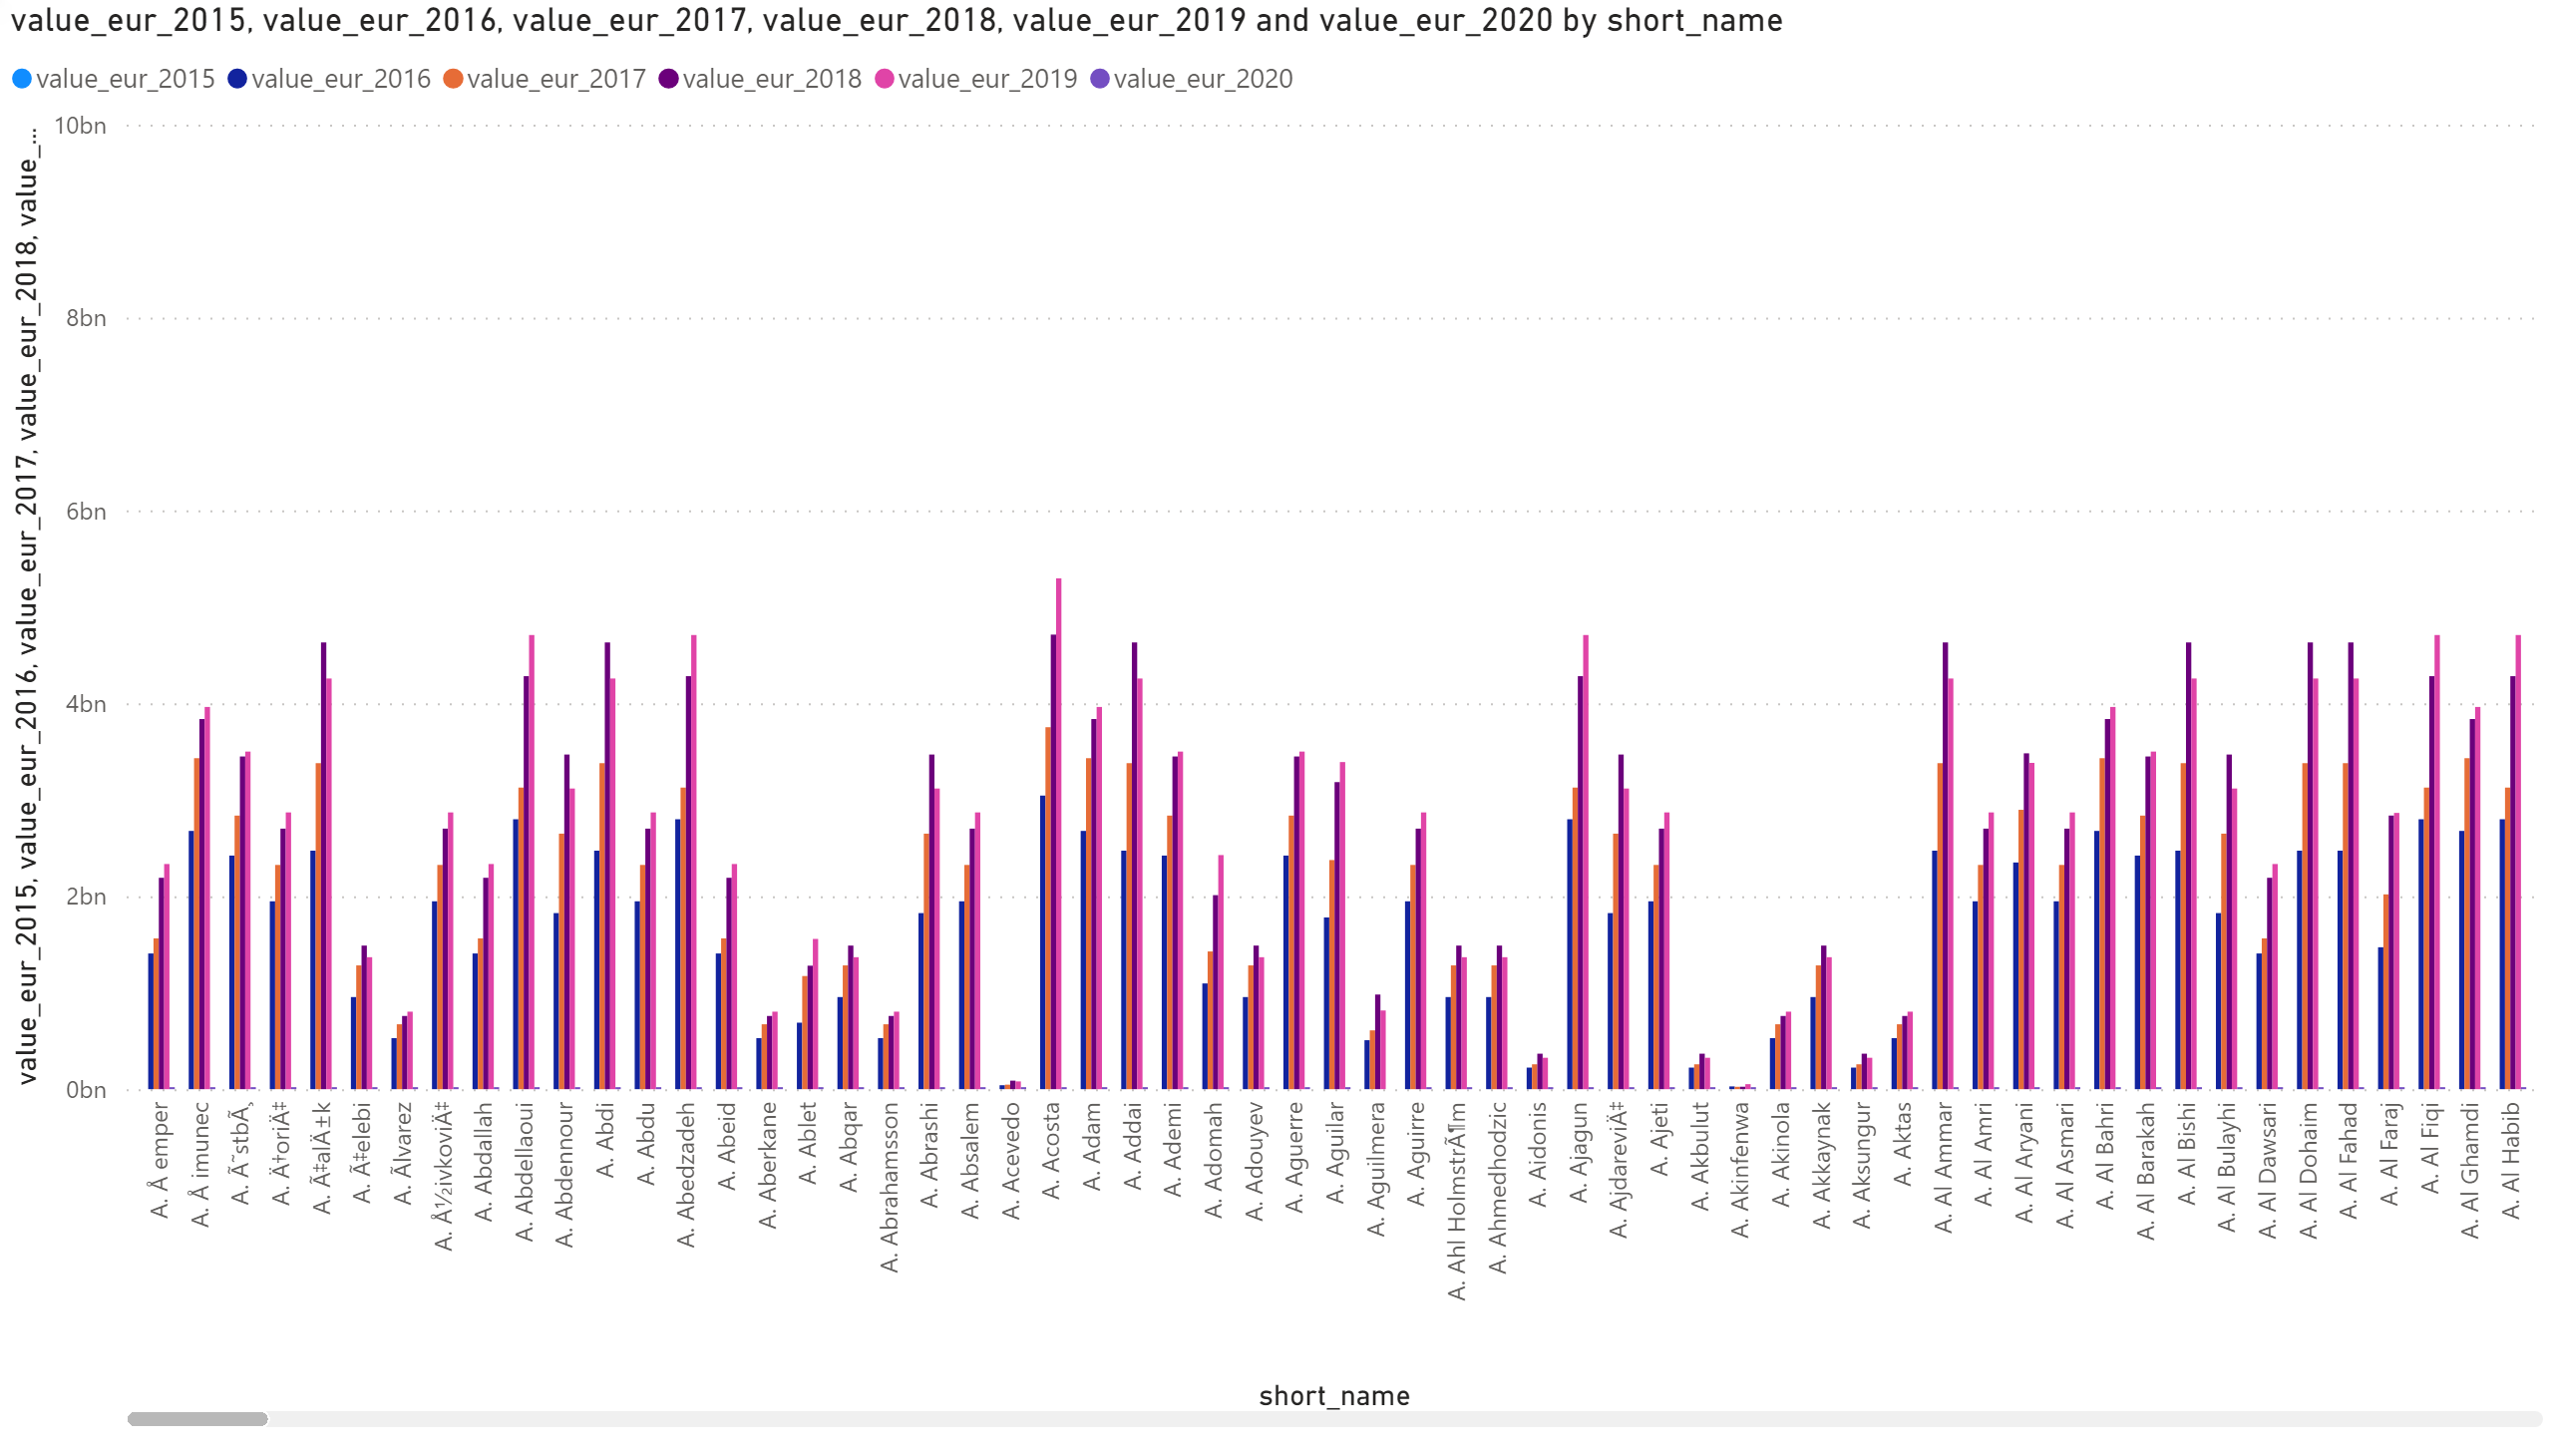 value_eur_2015, value_eur_2016, value_eur_2017, value_eur_2018, value_eur_2019 and value_eur_2020 by short_name
value_eur_2015 value_eur_2016 value_eur_2017 value_eur_2018 value_eur_2019 value_eur_2020
value_eur_2015, value_eur_2016, value_eur_2017, value_eur_2018, value_...
10bn
8bn
6bn
4bn
2bn
0bn
A. Å emper
A. Å imunec
A. Ã˜stbÃ¸
A. Ä†oriÄ‡
A. Ã‡alÄ±k
A. Ã‡elebi
A. Ãlvarez
A. Å½ivkoviÄ‡
A. Abdallah
A. Abdellaoui
A. Abdennour
A. Abdi
A. Abdu
A. Abedzadeh
A. Abeid
A. Aberkane
A. Ablet
A. Abqar
A. Abrahamsson
A. Abrashi
A. Absalem
A. Acevedo
A. Acosta
A. Adam
A. Addai
A. Ademi
A. Adomah
A. Adouyev
A. Aguerre
A. Aguilar
A. Aguilmera
A. Aguirre
A. Ahl HolmstrÃ¶m
A. Ahmedhodzic
A. Aidonis
A. Ajagun
A. AjdareviÄ‡
A. Ajeti
A. Akbulut
A. Akinfenwa
A. Akinola
A. Akkaynak
A. Aksungur
A. Aktas
A. Al Ammar
A. Al Amri
A. Al Aryani
A. Al Asmari
A. Al Bahri
A. Al Barakah
A. Al Bishi
A. Al Bulayhi
A. Al Dawsari
A. Al Dohaim
A. Al Fahad
A. Al Faraj
A. Al Fiqi
A. Al Ghamdi
A. Al Habib
short_name